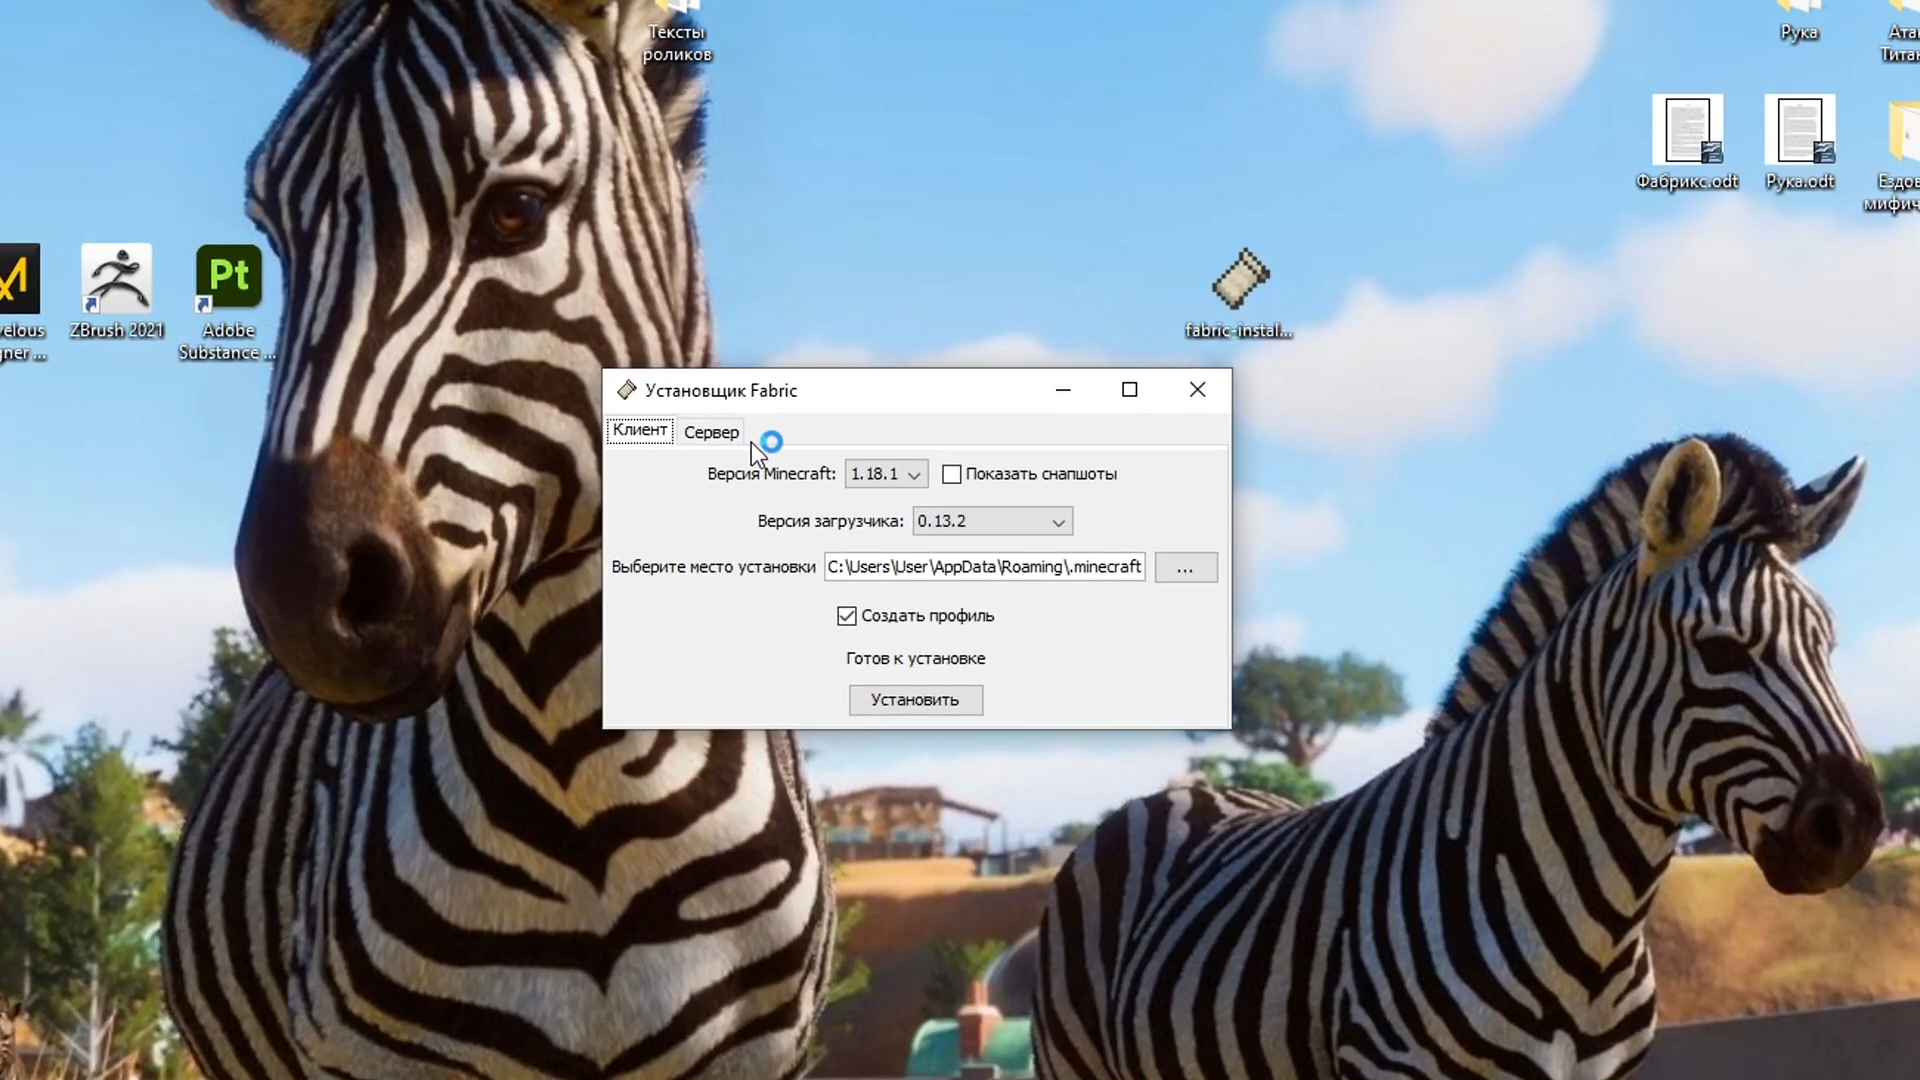 Тексты
роликов
Рука
Фабрикс.odt
Рука.odt
Pt
ZBrush 2021
Adobe
Substance ...
fabric-instal...
Установщик Fabric
Клиент
Сервер
Версия Minecraft: 1.18.1 Показать снапшоты
Версия загрузчика: 0.13.2
Выберите место установки C:\Users\User\AppData\Roaming\.minecraft ...
Создать профиль
Готов к установке
Установить